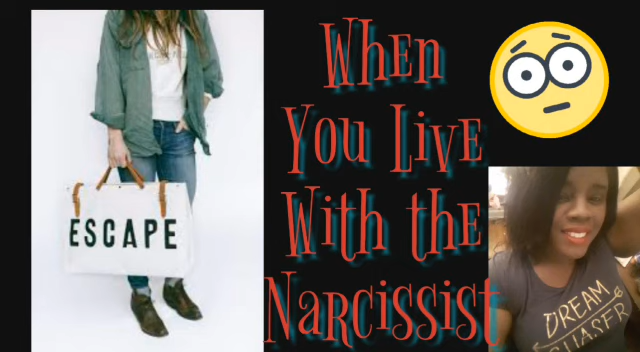 ESCAPE
When
You Live
With the
Narcissist
DREAM
CHASER